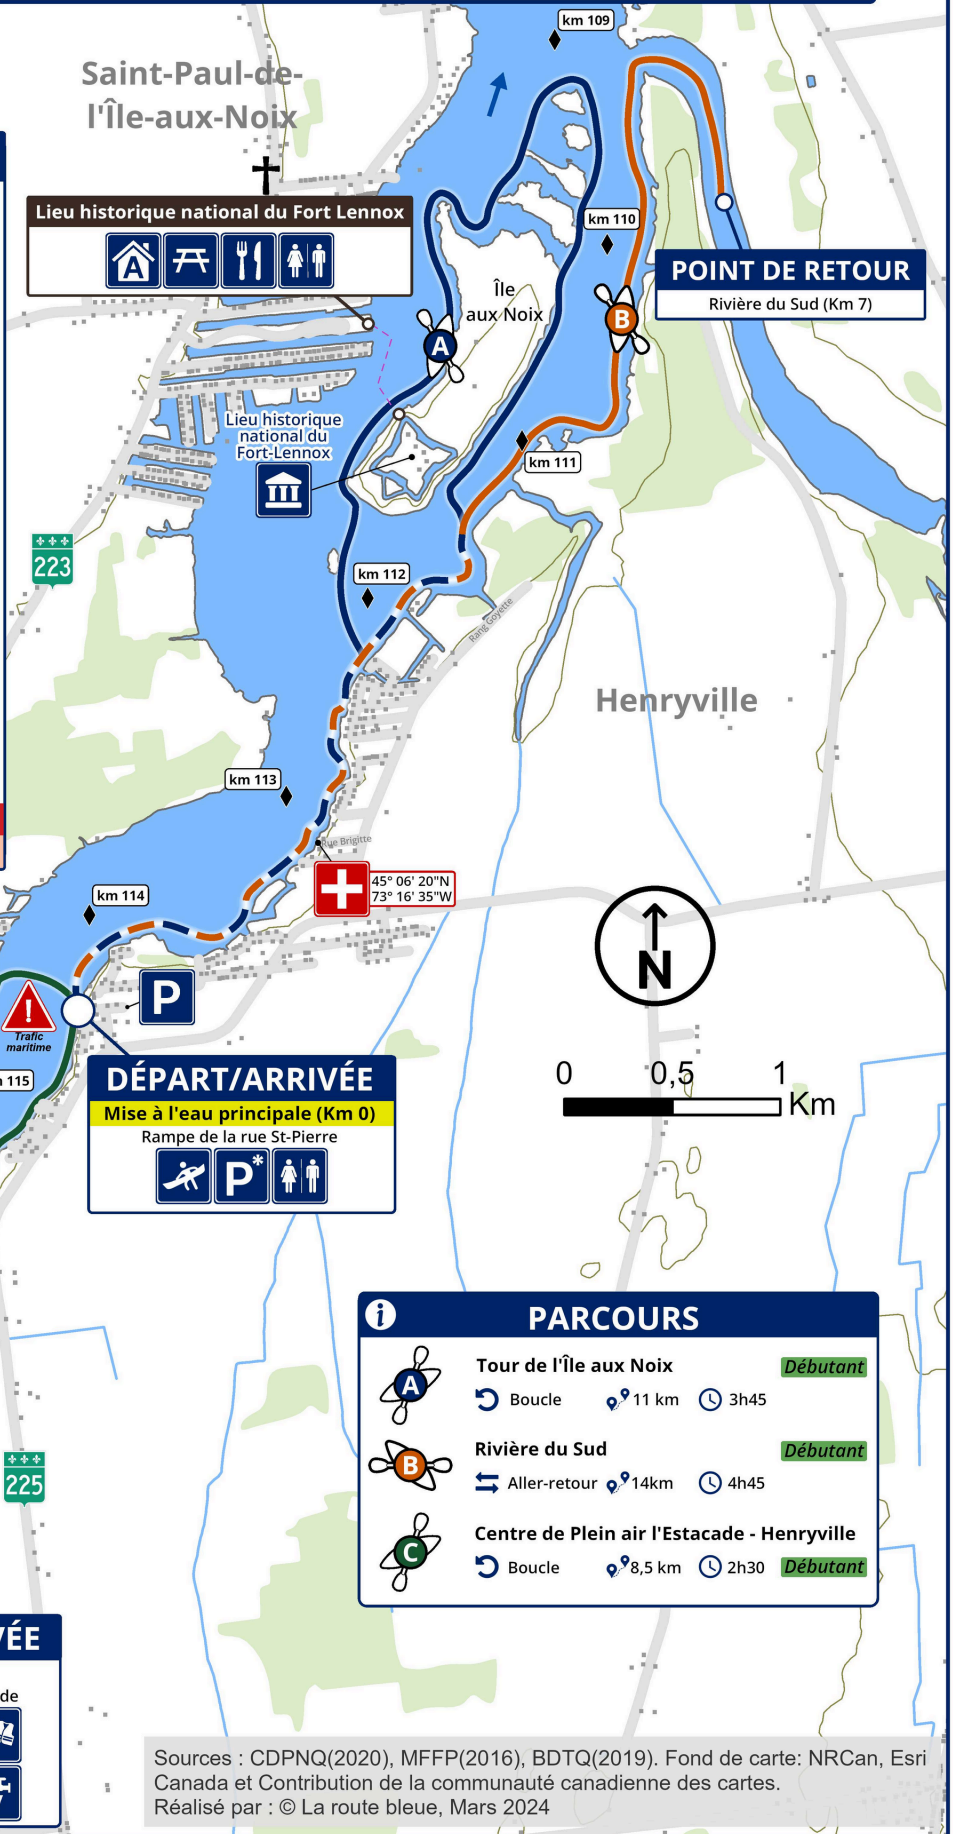 km 109
Saint-Paul-de-
l'Île-aux-Noix
Lieu historique national du Fort Lennox
A
km 110
POINT DE RETOUR
Rivière du Sud (Km 7)
Île
aux Noix
A
B
Lieu historique
national du
Fort-Lennox
km 111
223
km 112
Rang Goyette
Henryville
km 113
Rue Brigitte
45° 06' 20"N
73° 16' 35"W
km 114
N
P
!
Trafic
maritime
115
DÉPART/ARRIVÉE
Mise à l'eau principale (Km 0)
Rampe de la rue St-Pierre
P*
0 0,5 1
Km
i PARCOURS
A
Tour de l'Île aux Noix Débutant
Boucle 11 km 3h45
B
Rivière du Sud Débutant
Aller-retour 14km 4h45
C
Centre de Plein air l'Estacade - Henryville
Boucle 8,5 km 2h30 Débutant
225
ÉE
de
Sources : CDPNQ(2020), MFFP(2016), BDTQ(2019). Fond de carte: NRCan, Esri
Canada et Contribution de la communauté canadienne des cartes.
Réalisé par : © La route bleue, Mars 2024